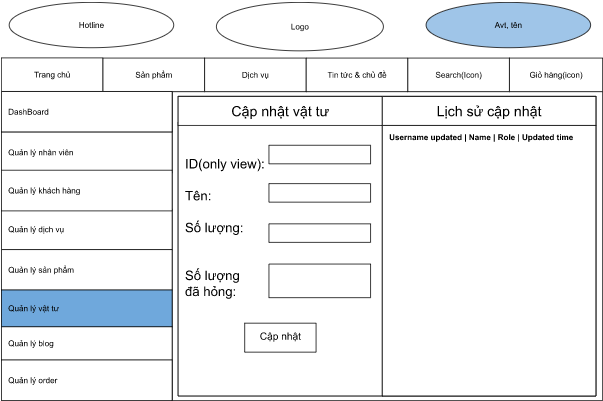 Hotline
Logo
Avt, tên
Trang chủ
Sản phẩm
Dịch vụ
Tin tức & chủ đề
Search(Icon)
Giỏ hàng(icon)
DashBoard
Quản lý nhân viên
Quản lý khách hàng
Quản lý dịch vụ
Quản lý sản phẩm
Quản lý vật tư
Quản lý blog
Quản lý order
Cập nhật vật tư
ID(only view):
Tên:
Số lượng:
Số lượng
đã hỏng:
Cập nhật
Lịch sử cập nhật
Username updated | Name | Role | Updated time